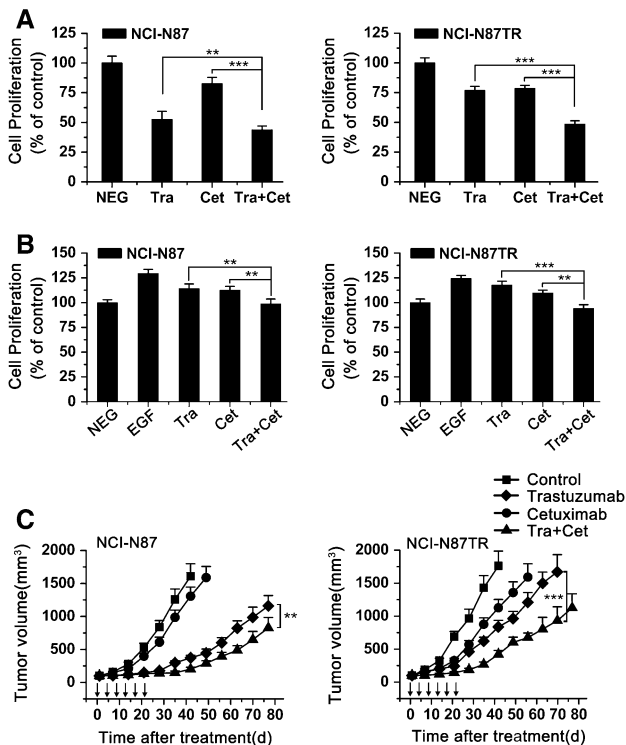 A
NCI-N87
NCI-N87TR
Cell Proliferation
(% of control)
125
100
75
50
25
0
**
***
NEG Tra Cet Tra+Cet
Cell Proliferation
(% of control)
125
100
75
50
25
0
***
***
NEG Tra Cet Tra+Cet
B
NCI-N87
NCI-N87TR
Cell Proliferation
(% of control)
150
125
100
75
50
25
0
**
**
NEG EGF Tra Cet Tra+Cet
Cell Proliferation
(% of control)
150
125
100
75
50
25
0
***
**
NEG EGF Tra Cet Tra+Cet
Control
Trastuzumab
Cetuximab
Tra+Cet
C
NCI-N87
NCI-N87TR
Tumor volume(mm3)
2000
1500
1000
500
0
**
0 10 20 30 40 50 60 70 80
Time after treatment(d)
Tumor volume(mm3)
2000
1500
1000
500
0
***
0 10 20 30 40 50 60 70 80
Time after treatment(d)